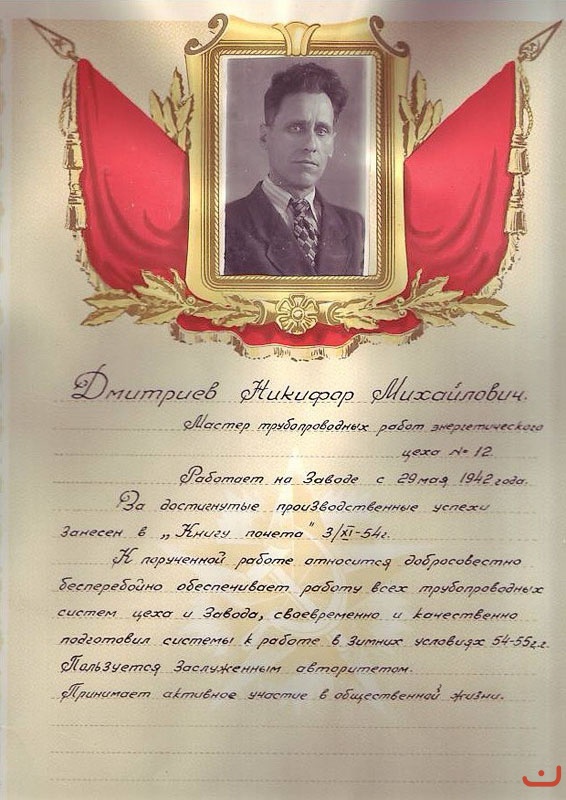 Дмитриев Никифор Михайлович.
Мастер трубопроводных работ энергетического
цеха № 12.
Работает на Заводе с 29 мая 1942 года.
За достигнутые производственные успехи
занесен в „Книгу почета" 3/XI-54г.
К порученной работе относится добросовестно
бесперебойно обеспечивает работу всех трубопроводных
систем цеха и Завода, своевременно и качественно
подготовил системы к работе в зимних условиях 54-55г.г.
Пользуется заслуженным авторитетом.
Принимает активное участие в общественной жизни.